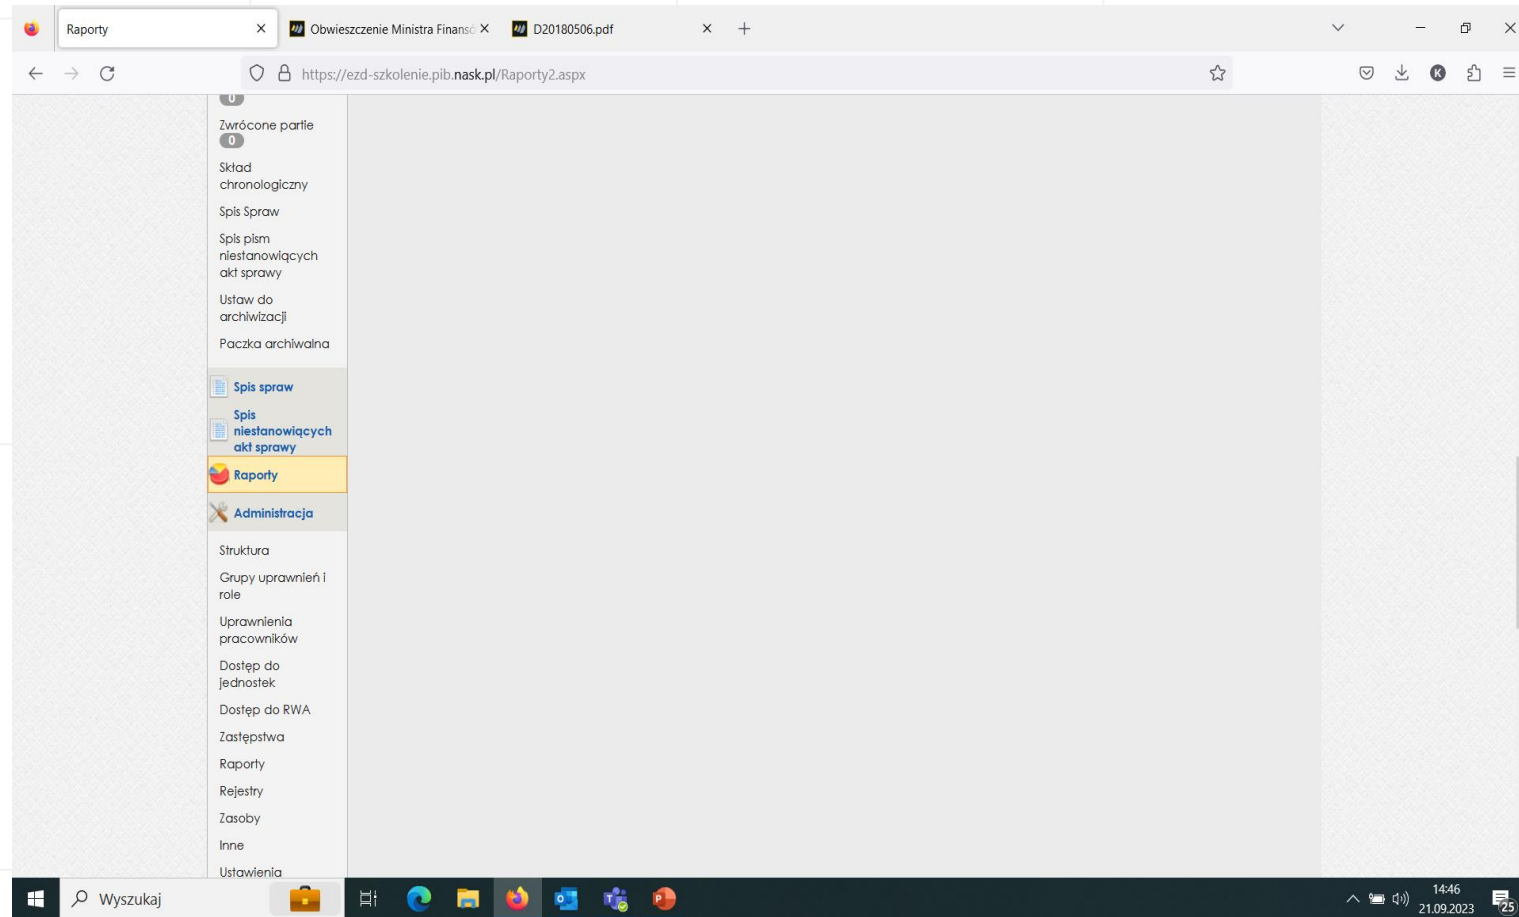 Raporty
Obwieszczenie Ministra Finansó
D20180506.pdf
https://ezd-szkolenie.pib.nask.pl/Raporty2.aspx
K
0
Zwrócone partie
0
Skład
chronologiczny
Spis Spraw
Spis pism
niestanowiących
akt sprawy
Ustaw do
archiwizacji
Paczka archiwalna
Spis spraw
Spis
niestanowiących
akt sprawy
Raporty
Administracja
Struktura
Grupy uprawnień i
role
Uprawnienia
pracowników
Dostęp do
jednostek
Dostęp do RWA
Zastępstwa
Raporty
Rejestry
Zasoby
Inne
Ustawienia
Wyszukaj
14:46
21.09.2023
25